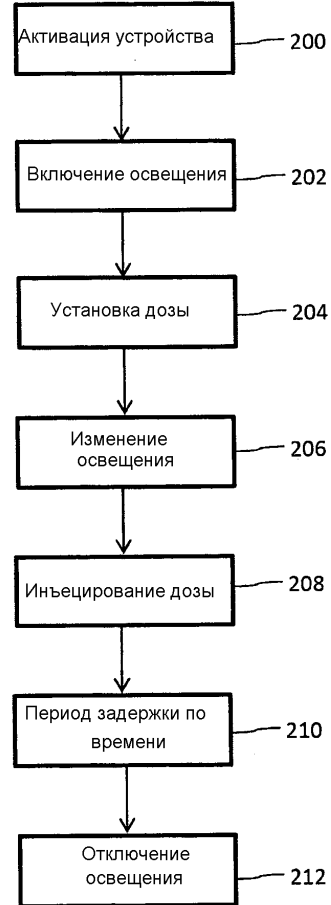 Активация устройства
200
Включение освещения
202
Установка дозы
204
Изменение
освещения
206
Инъецирование дозы
208
Период задержки по
времени
210
Отключение
освещения
212